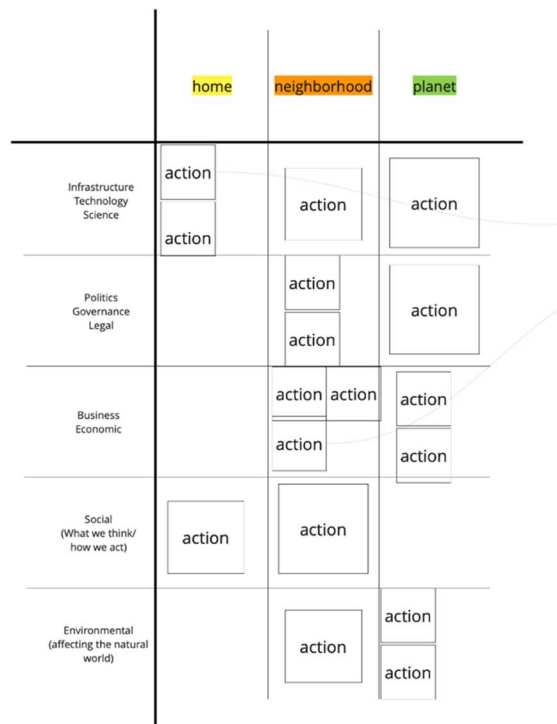 home neighborhood planet
action
Infrastructure
Technology
Science
action action
action
action
Politics
Governance
Legal
action
action
action
Business
Economic
action action action
action action
Social
(What we think/
how we act)
action action
Environmental
(affecting the natural
world)
action
action
action